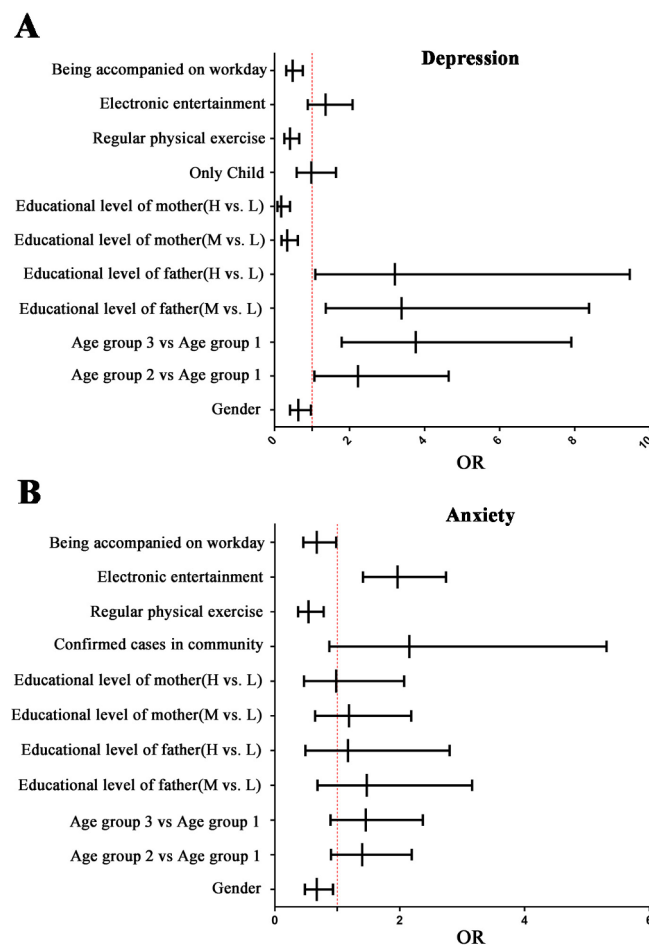 A
Depression
Being accompanied on workday
Electronic entertainment
Regular physical exercise
Only Child
Educational level of mother(H vs. L)
Educational level of mother(M vs. L)
Educational level of father(H vs. L)
Educational level of father(M vs. L)
Age group 3 vs Age group 1
Age group 2 vs Age group 1
Gender
0 2 4 6 8 10
OR
B
Anxiety
Being accompanied on workday
Electronic entertainment
Regular physical exercise
Confirmed cases in community
Educational level of mother(H vs. L)
Educational level of mother(M vs. L)
Educational level of father(H vs. L)
Educational level of father(M vs. L)
Age group 3 vs Age group 1
Age group 2 vs Age group 1
Gender
0 2 4 6
OR